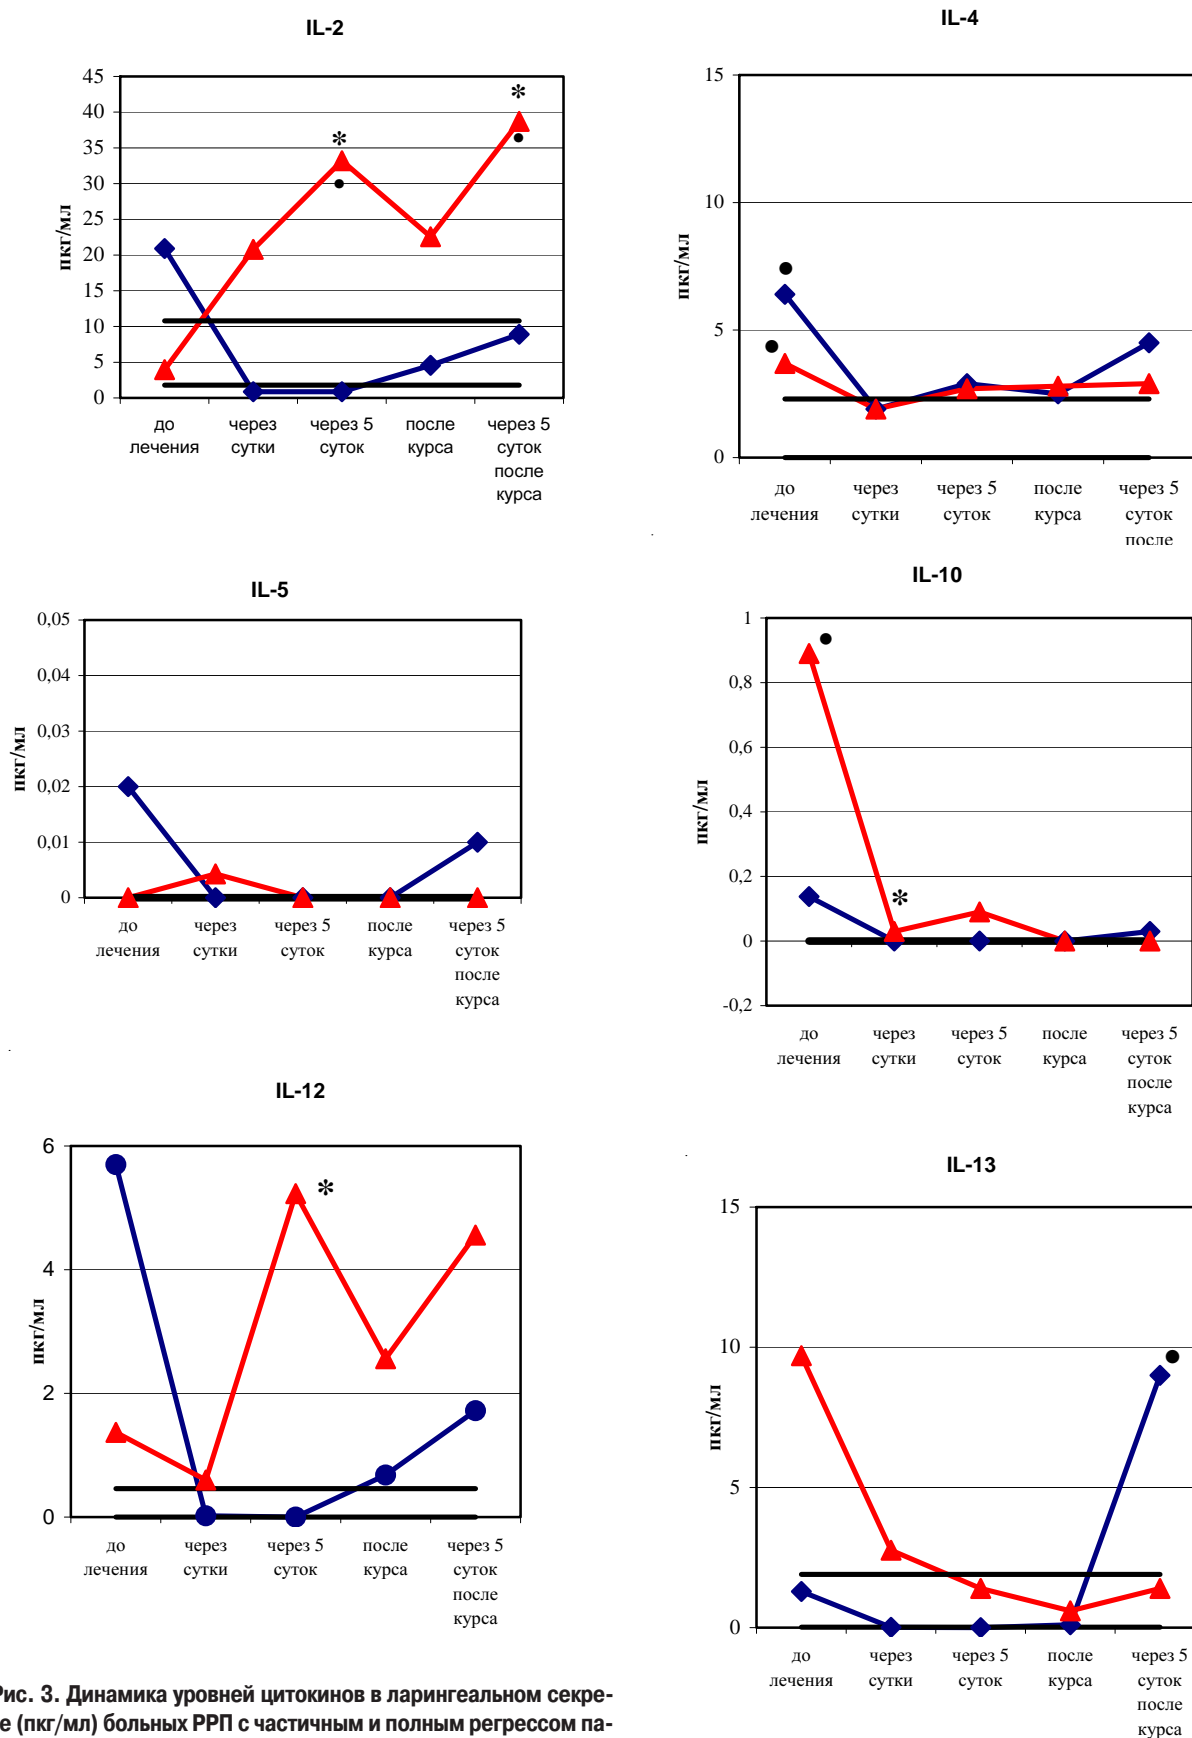 IL-2
45
40
35
30
25
20
15
10
5
0
пкг/мл
*
*
до лечения
через сутки
через 5 суток
после курса
через 5 суток после курса
IL-4
15
10
5
0
пкг/мл
до лечения
через сутки
через 5 суток
после курса
через 5 суток после
IL-5
0,05
0,04
0,03
0,02
0,01
0
пкг/мл
до лечения
через сутки
через 5 суток
после курса
через 5 суток после курса
IL-10
1
0,8
0,6
0,4
0,2
0
-0,2
пкг/мл
*
до лечения
через сутки
через 5 суток
после курса
через 5 суток после курса
IL-12
6
4
2
0
пкг/мл
*
до лечения
через сутки
через 5 суток
после курса
через 5 суток после курса
IL-13
15
10
5
0
пкг/мл
до лечения
через сутки
через 5 суток
после курса
через 5 суток после курса
Рис. 3. Динамика уровней цитокинов в ларингеальном секре-
е (пкг/мл) больных РРП с частичным и полным регрессом па-